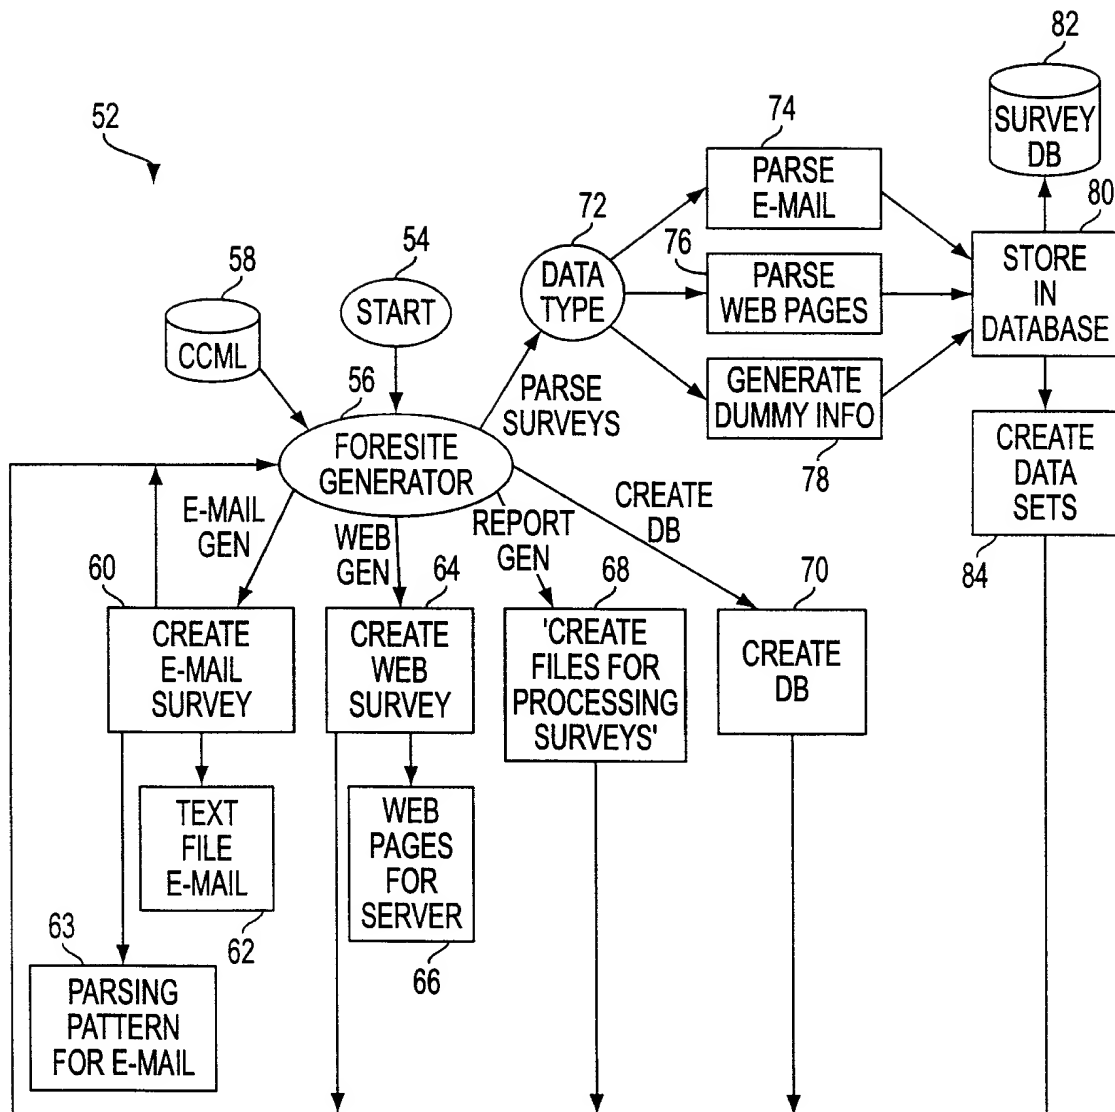 82
SURVEY
DB
52
74
PARSE
E-MAIL
80
72
DATA
TYPE
76
PARSE
WEB PAGES
STORE
IN
DATABASE
54
START
58
CCML
PARSE
SURVEYS
GENERATE
DUMMY INFO
78
56
FORESITE
GENERATOR
CREATE
DATA
SETS
84
E-MAIL
GEN
WEB
GEN
REPORT
GEN
CREATE
DB
60
CREATE
E-MAIL
SURVEY
64
CREATE
WEB
SURVEY
68
'CREATE
FILES FOR
PROCESSING
SURVEYS'
70
CREATE
DB
TEXT
FILE
E-MAIL
62
WEB
PAGES
FOR
SERVER
66
63
PARSING
PATTERN
FOR E-MAIL